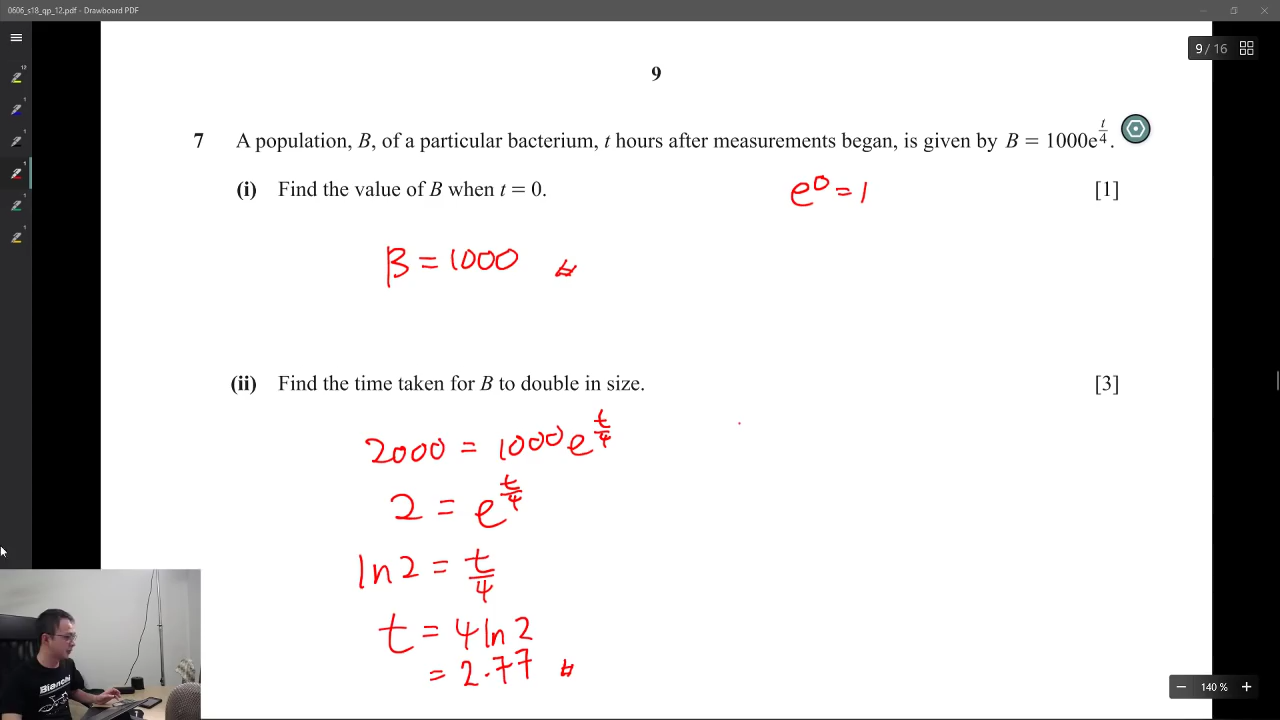 0606_s18_qp_12.pdf - Drawboard PDF
9 / 16
9
7 A population, B, of a particular bacterium, t hours after measurements began, is given by B = 1000e^(t/4).
(i) Find the value of B when t = 0. [1]
e^0 = 1
B = 1000
(ii) Find the time taken for B to double in size. [3]
2000 = 1000e^(t/4)
2 = e^(t/4)
ln 2 = t/4
t = 4 ln 2
= 2.77
Bianchi
140 %